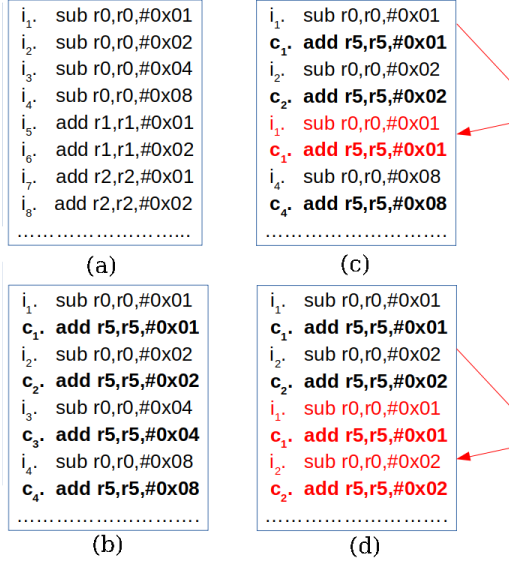 i1. sub r0,r0,#0x01
i2. sub r0,r0,#0x02
i3. sub r0,r0,#0x04
i4. sub r0,r0,#0x08
i5. add r1,r1,#0x01
i6. add r1,r1,#0x02
i7. add r2,r2,#0x01
i8. add r2,r2,#0x02
……………………...
(a)
i1. sub r0,r0,#0x01
c1. add r5,r5,#0x01
i2. sub r0,r0,#0x02
c2. add r5,r5,#0x02
i1. sub r0,r0,#0x01
c1. add r5,r5,#0x01
i4. sub r0,r0,#0x08
c4. add r5,r5,#0x08
……………………….
(c)
i1. sub r0,r0,#0x01
c1. add r5,r5,#0x01
i2. sub r0,r0,#0x02
c2. add r5,r5,#0x02
i3. sub r0,r0,#0x04
c3. add r5,r5,#0x04
i4. sub r0,r0,#0x08
c4. add r5,r5,#0x08
……………………….
(b)
i1. sub r0,r0,#0x01
c1. add r5,r5,#0x01
i2. sub r0,r0,#0x02
c2. add r5,r5,#0x02
i1. sub r0,r0,#0x01
c1. add r5,r5,#0x01
i2. sub r0,r0,#0x02
c2. add r5,r5,#0x02
……………………….
(d)